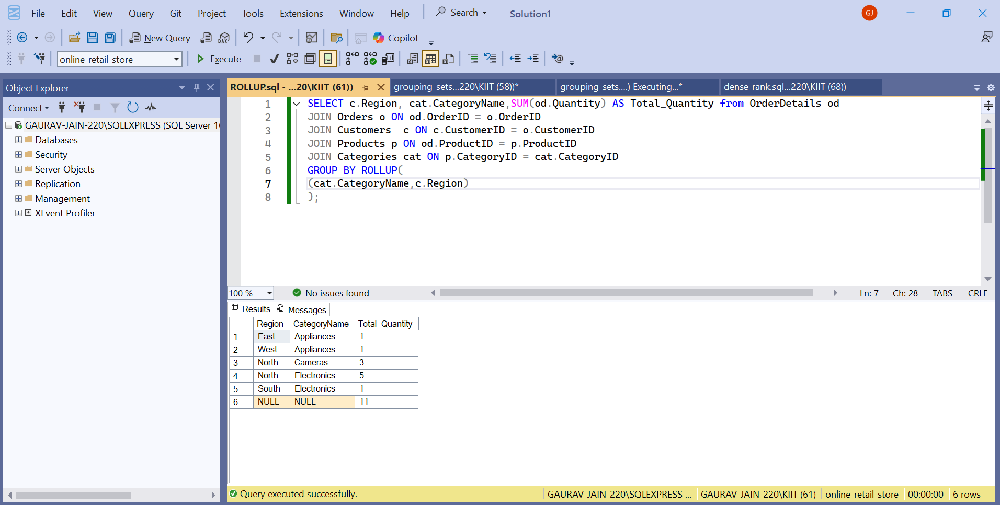 File Edit View Query Git Project Tools Extensions Window Help Search Solution1 GJ
New Query DAX Copilot
online_retail_store Execute
Object Explorer
Connect
GAURAV-JAIN-220\SQLEXPRESS (SQL Server 16
Databases
Security
Server Objects
Replication
Management
XEvent Profiler
ROLLUP.sql - ...20\KIIT (61)) grouping_sets...220\KIIT (58))* grouping_sets....) Executing...* dense_rank.sql...220\KIIT (68))
1 SELECT c.Region, cat.CategoryName,SUM(od.Quantity) AS Total_Quantity from OrderDetails od
2 JOIN Orders o ON od.OrderID = o.OrderID
3 JOIN Customers  c ON c.CustomerID = o.CustomerID
4 JOIN Products p ON od.ProductID = p.ProductID
5 JOIN Categories cat ON p.CategoryID = cat.CategoryID
6 GROUP BY ROLLUP(
7 (cat.CategoryName,c.Region)
8 );
100 % No issues found Ln: 7 Ch: 28 TABS CRLF
Results Messages
Region CategoryName Total_Quantity
1 East Appliances 1
2 West Appliances 1
3 North Cameras 3
4 North Electronics 5
5 South Electronics 1
6 NULL NULL 11
Query executed successfully. GAURAV-JAIN-220\SQLEXPRESS ... GAURAV-JAIN-220\KIIT (61) online_retail_store 00:00:00 6 rows